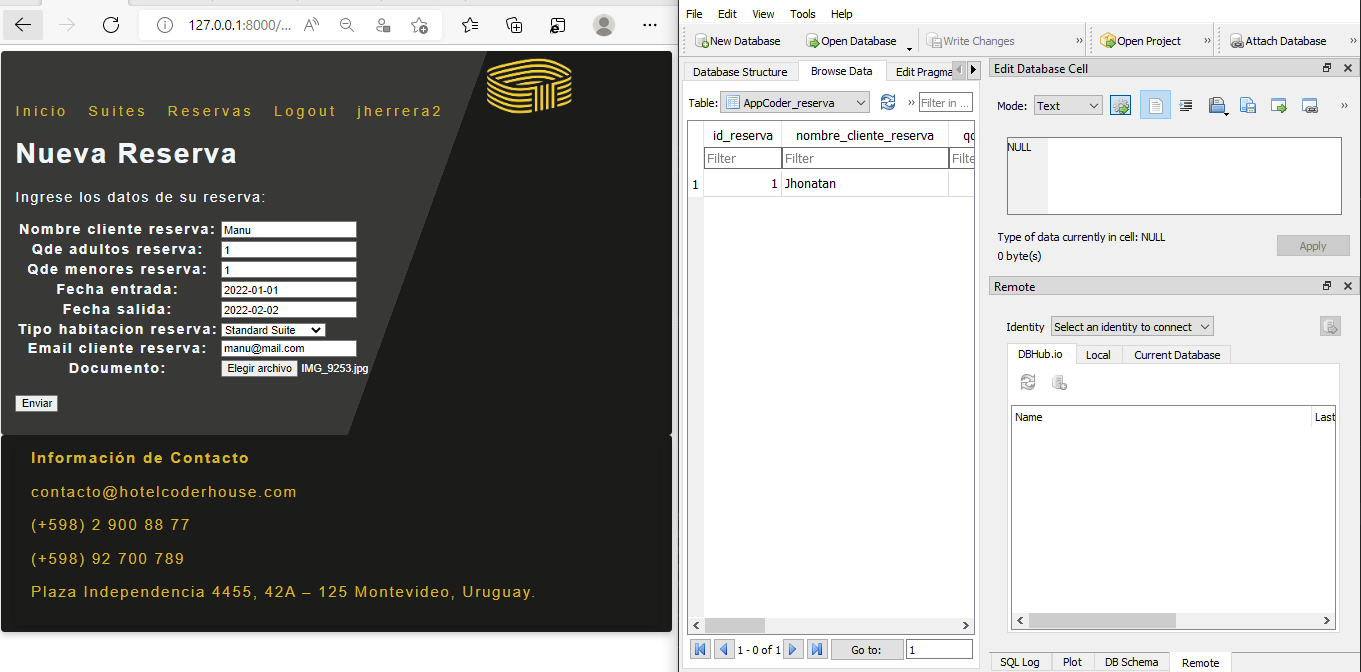 127.0.0.1:8000/...
Inicio Suites Reservas Logout jherrera2
Nueva Reserva
Ingrese los datos de su reserva:
Nombre cliente reserva: Manu
Qde adultos reserva: 1
Qde menores reserva: 1
Fecha entrada: 2022-01-01
Fecha salida: 2022-02-02
Tipo habitacion reserva: Standard Suite
Email cliente reserva: manu@mail.com
Documento: Elegir archivo IMG_9253.jpg
Enviar
Información de Contacto
contacto@hotelcoderhouse.com
(+598) 2 900 88 77
(+598) 92 700 789
Plaza Independencia 4455, 42A – 125 Montevideo, Uruguay.
File Edit View Tools Help
New Database Open Database Write Changes » Open Project » Attach Database »
Database Structure Browse Data Edit Pragma
Table: AppCoder_reserva » Filter in ...
id_reserva nombre_cliente_reserva qd
Filter Filter Filte
1 1 Jhonatan
1 - 0 of 1 Go to: 1
Edit Database Cell
Mode: Text »
NULL
Type of data currently in cell: NULL
0 byte(s)
Apply
Remote
Identity Select an identity to connect
DBHub.io Local Current Database
Name Last
SQL Log Plot DB Schema Remote